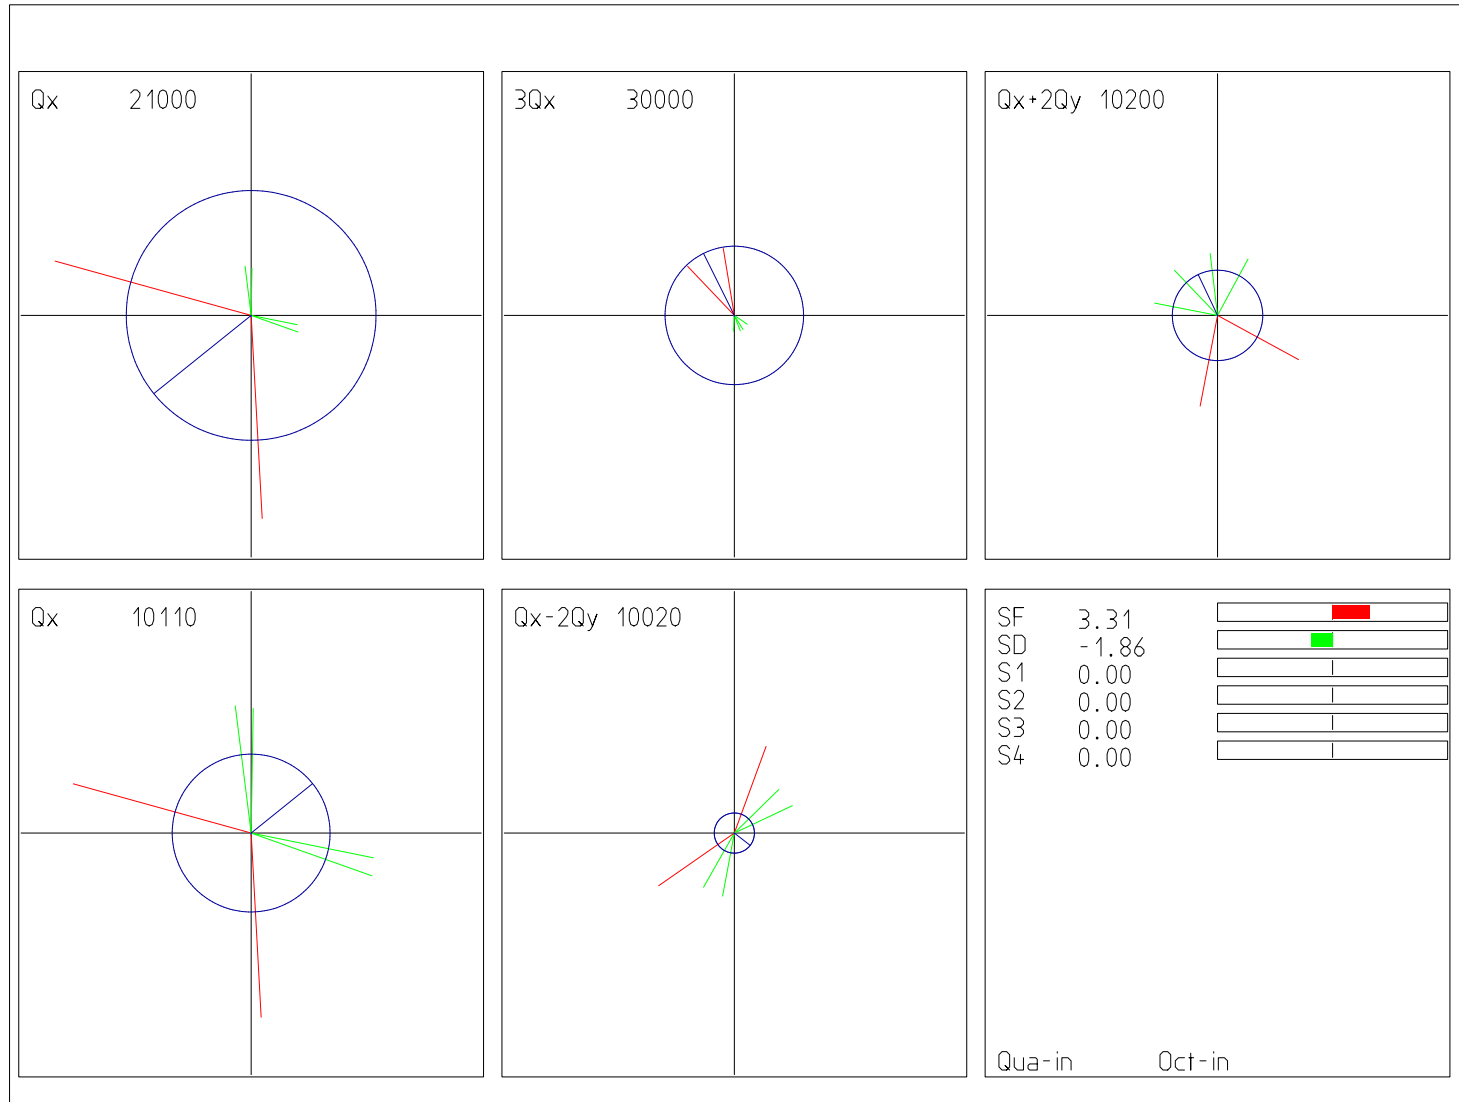 Qx 21000
3Qx 30000
Qx+2Qy 10200
Qx 10110
Qx-2Qy 10020
SF 3.31
SD -1.86
S1 0.00
S2 0.00
S3 0.00
S4 0.00
Qua-in Oct-in